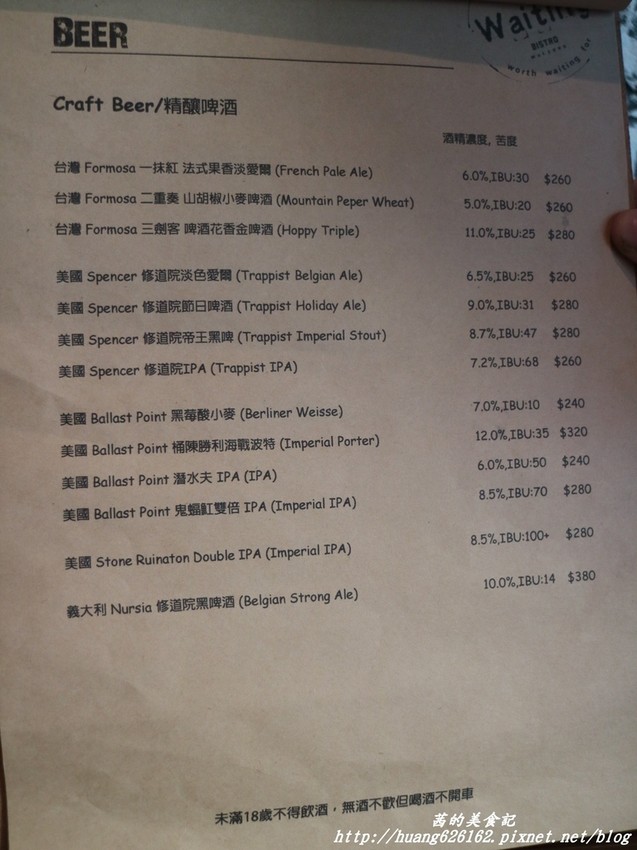 BEER
Waiting
BISTRO
worth waiting for
Craft Beer/精釀啤酒
酒精濃度, 苦度
台灣 Formosa 一抹紅 法式果香淡愛爾 (French Pale Ale) 6.0%,IBU:30 $260
台灣 Formosa 二重奏 山胡椒小麥啤酒 (Mountain Peper Wheat) 5.0%,IBU:20 $260
台灣 Formosa 三劍客 啤酒花香金啤酒 (Hoppy Triple) 11.0%,IBU:25 $280
美國 Spencer 修道院淡色愛爾 (Trappist Belgian Ale) 6.5%,IBU:25 $260
美國 Spencer 修道院節日啤酒 (Trappist Holiday Ale) 9.0%,IBU:31 $280
美國 Spencer 修道院帝王黑啤 (Trappist Imperial Stout) 8.7%,IBU:47 $280
美國 Spencer 修道院IPA (Trappist IPA) 7.2%,IBU:68 $260
美國 Ballast Point 黑莓酸小麥 (Berliner Weisse) 7.0%,IBU:10 $240
美國 Ballast Point 桶陳勝利海戰波特 (Imperial Porter) 12.0%,IBU:35 $320
美國 Ballast Point 潛水夫 IPA (IPA) 6.0%,IBU:50 $240
美國 Ballast Point 鬼蝠魟雙倍 IPA (Imperial IPA) 8.5%,IBU:70 $280
美國 Stone Ruinaton Double IPA (Imperial IPA) 8.5%,IBU:100+ $280
義大利 Nursia 修道院黑啤酒 (Belgian Strong Ale) 10.0%,IBU:14 $380
未滿18歲不得飲酒，無酒不歡但喝酒不開車
茜的美食記
http://huang626162.pixnet.net/blog